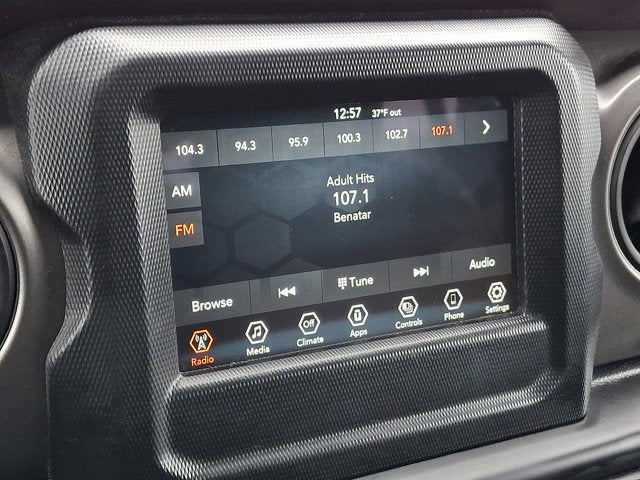 12:57 37°F out
104.3 94.3 95.9 100.3 102.7 107.1
AM
Adult Hits
107.1
FM
Benatar
Browse Tune Audio
Off
Radio Media Climate Apps Controls Phone Settings